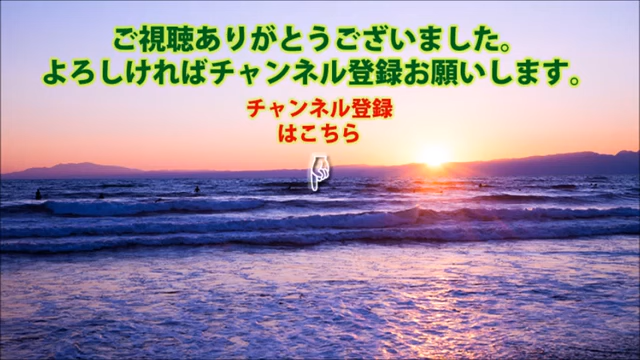 ご視聴ありがとうございました。
よろしければチャンネル登録お願いします。
チャンネル登録
はこちら